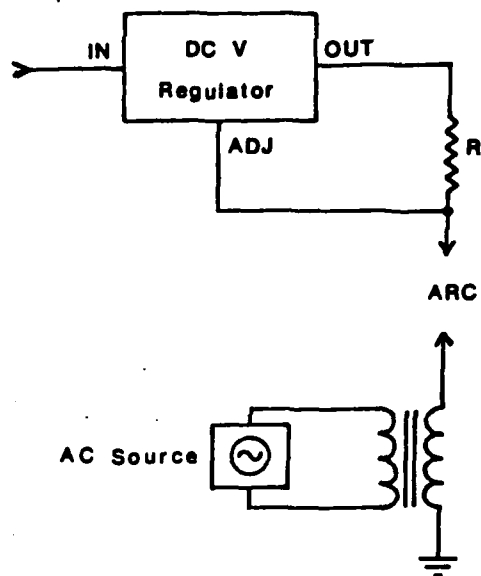 IN
DC V
Regulator
OUT
ADJ
R
ARC
AC Source